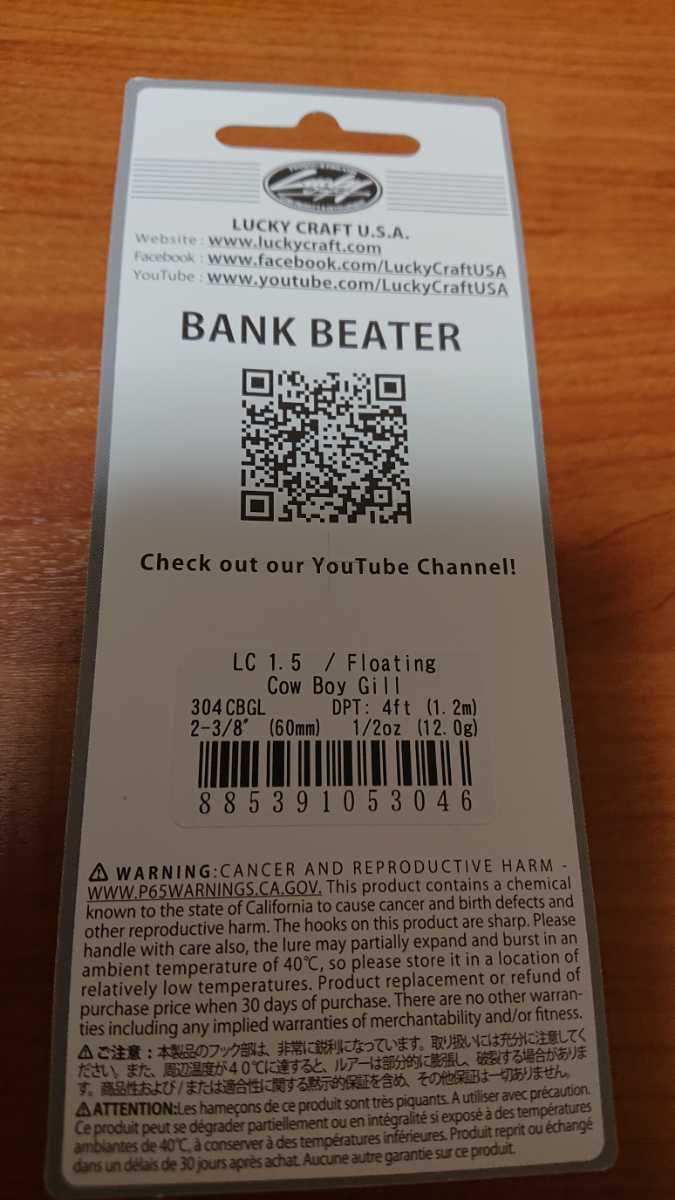 LUCKY CRAFT U.S.A.
Website : www.luckycraft.com
Facebook : www.facebook.com/LuckyCraftUSA
YouTube : www.youtube.com/LuckyCraftUSA
BANK BEATER
Check out our YouTube Channel!
LC 1.5 / Floating
Cow Boy Gill
304CBGL DPT: 4ft (1.2m)
2-3/8" (60mm) 1/2oz (12.0g)
885391053046
⚠ WARNING:CANCER AND REPRODUCTIVE HARM -
WWW.P65WARNINGS.CA.GOV. This product contains a chemical
known to the state of California to cause cancer and birth defects and
other reproductive harm. The hooks on this product are sharp. Please
handle with care also, the lure may partially expand and burst in an
ambient temperature of 40℃, so please store it in a location of
relatively low temperatures. Product replacement or refund of
purchase price when 30 days of purchase. There are no other warran-
ties including any implied warranties of merchantability and/or fitness.
⚠ご注意：本製品のフック部は、非常に鋭利になっています。取り扱いには充分に注意してく
ださい。また、周辺温度が４０℃に達すると、ルアーは部分的に膨張し、破裂する場合がありま
す。商品性および/または適合性に関する黙示的保証を含め、その他保証は一切ありません。
⚠ATTENTION:Les hameçons de ce produit sont très piquants. A utiliser avec précaution.
Ce produit peut se dégrader partiellement ou en intégralité si exposé à des températures
ambiantes de 40℃, à conserver à des températures inférieures. Produit reprit ou échangé
dans un délais de 30 jours après achat. Aucune autre garantie sur ce produit.